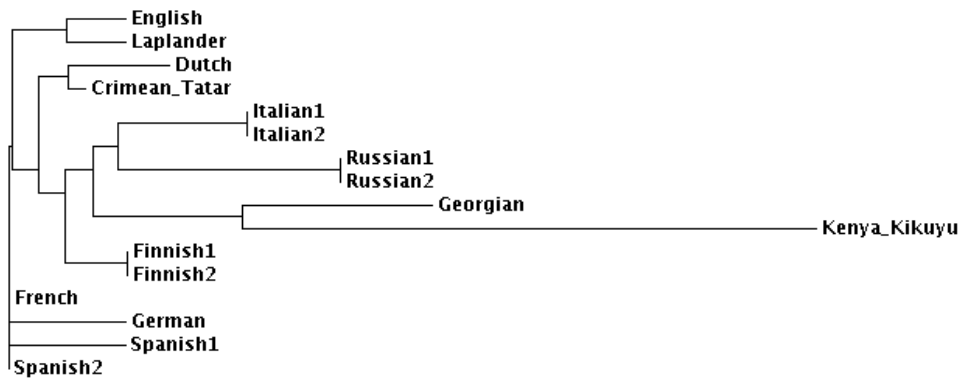 English
Laplander
Dutch
Crimean_Tatar
Italian1
Italian2
Russian1
Russian2
Georgian
Kenya_Kikuyu
Finnish1
Finnish2
French
German
Spanish1
Spanish2